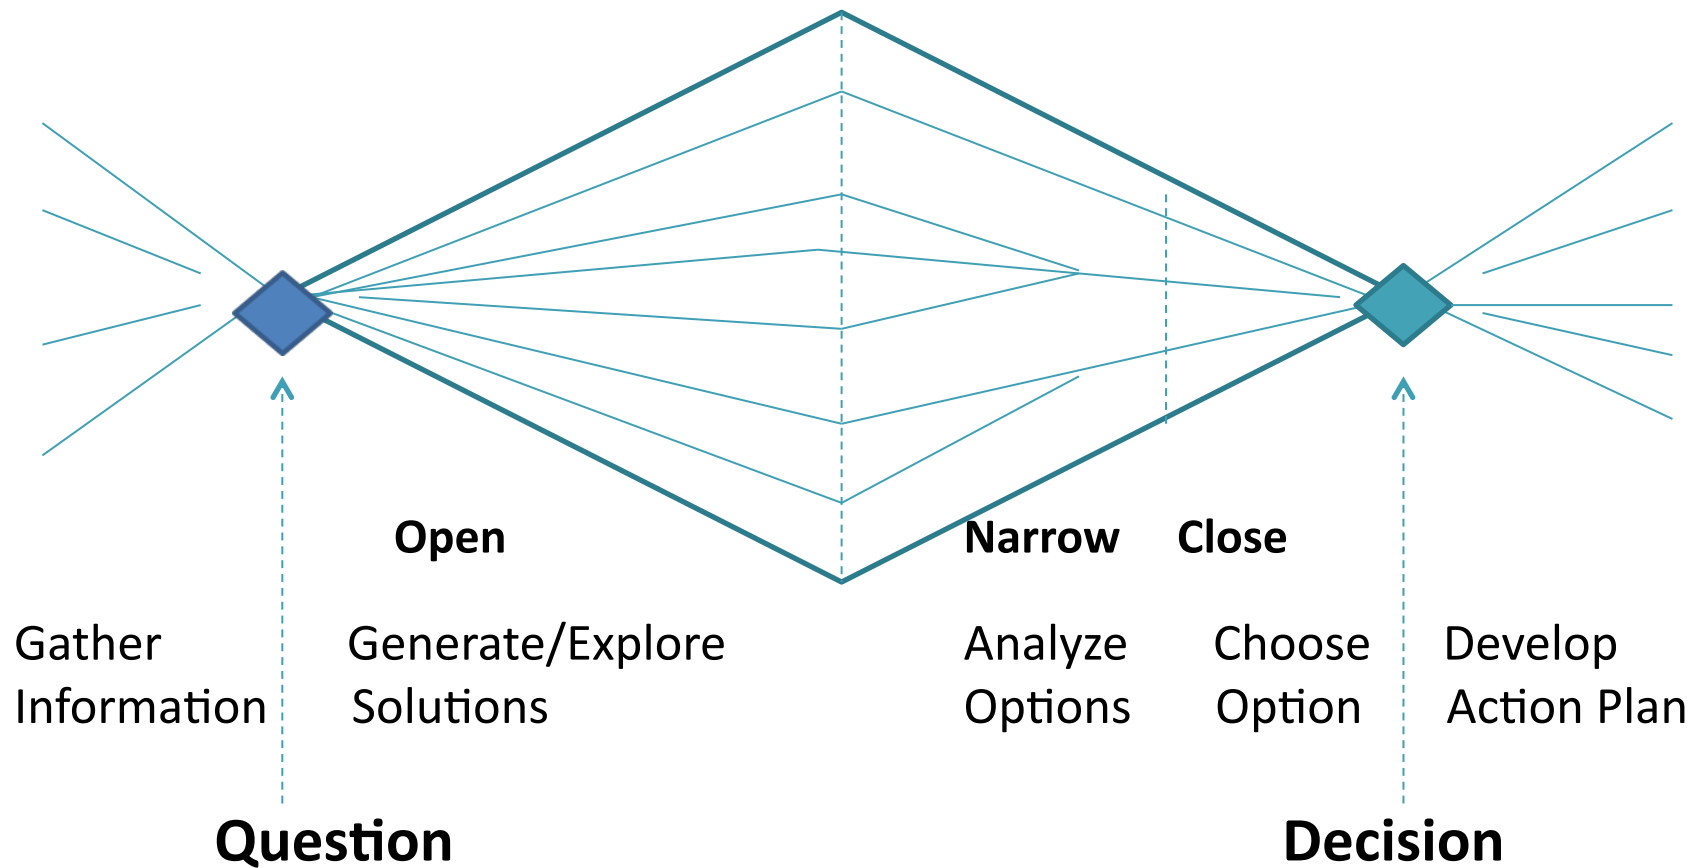 Open Narrow Close
Gather Generate/Explore Analyze Choose Develop
Information Solutions Options Option Action Plan
Question Decision